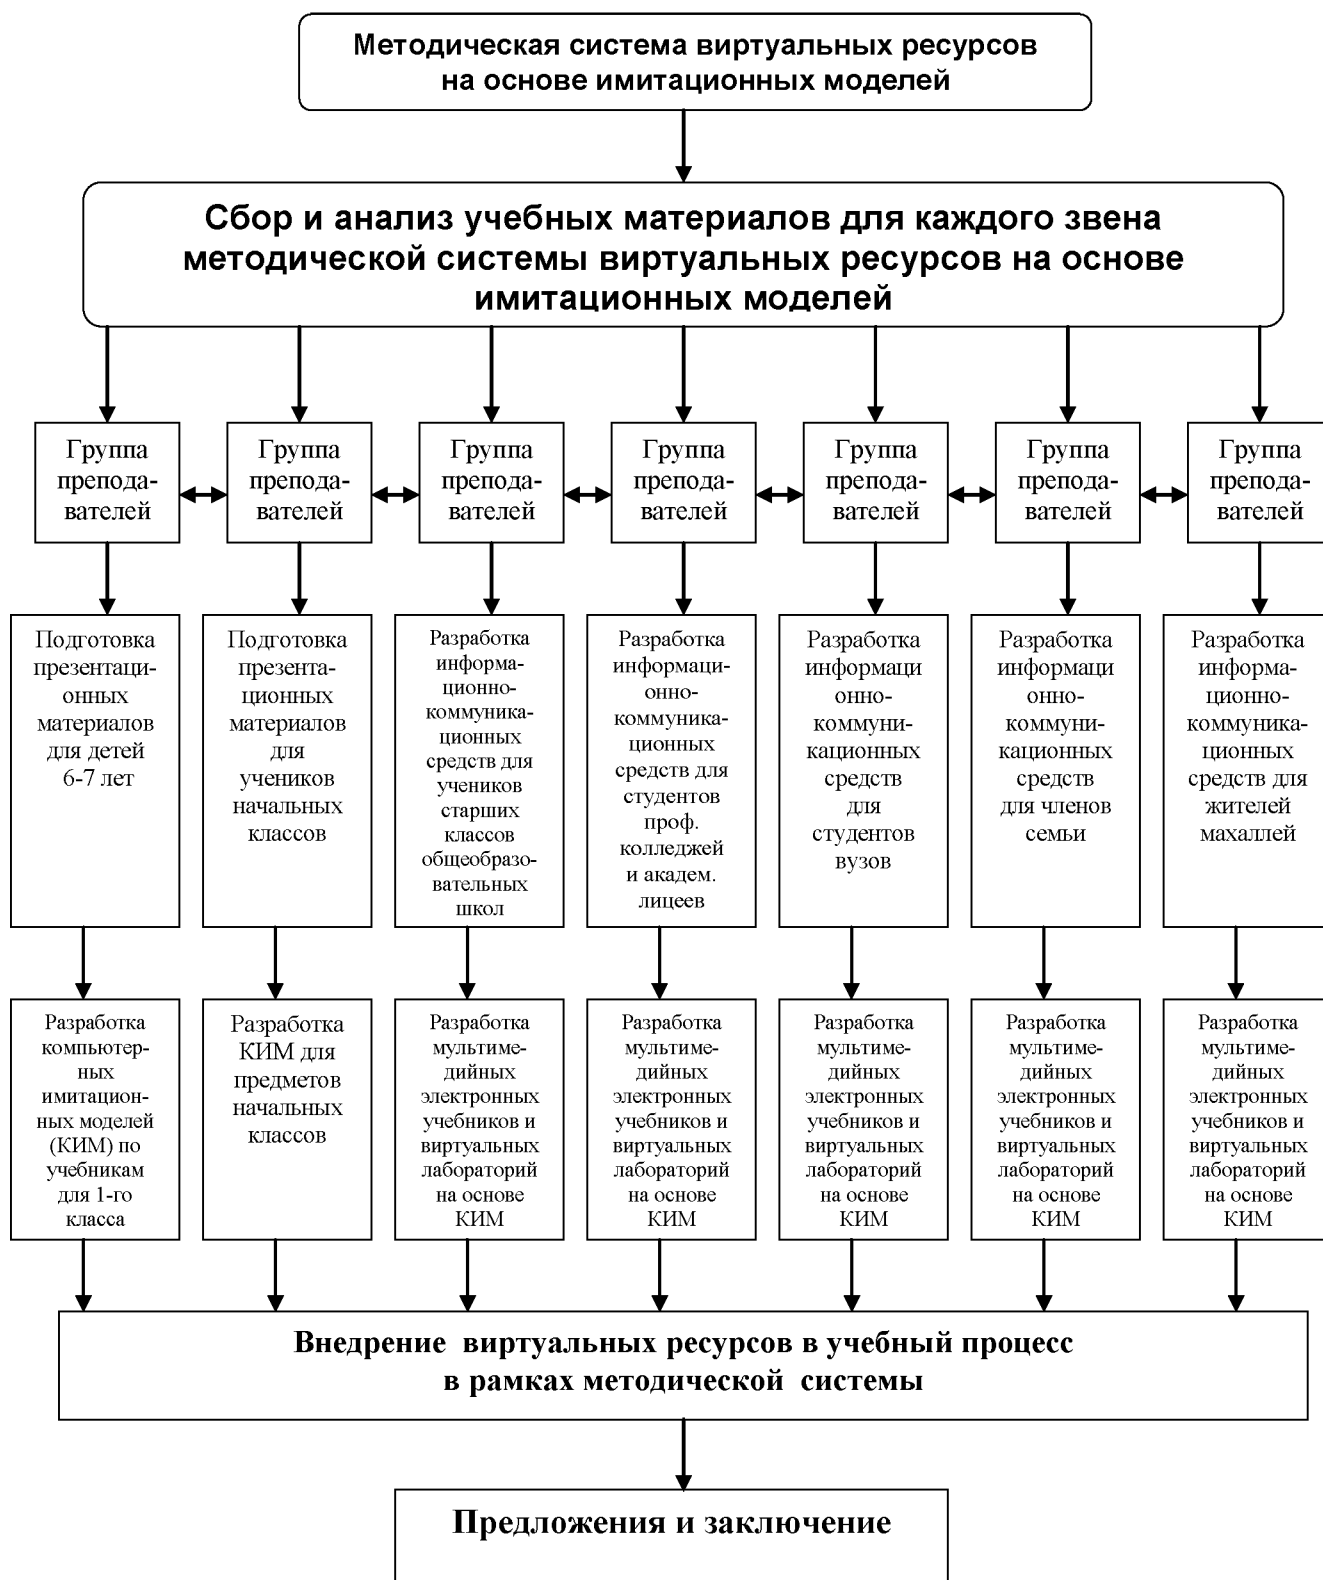 Методическая система виртуальных ресурсов
на основе имитационных моделей
Сбор и анализ учебных материалов для каждого звена
методической системы виртуальных ресурсов на основе
имитационных моделей
Группа
препода-
вателей
Группа
препода-
вателей
Группа
препода-
вателей
Группа
препода-
вателей
Группа
препода-
вателей
Группа
препода-
вателей
Группа
препода-
вателей
Подготовка
презентаци-
онных
материалов
для детей
6-7 лет
Подготовка
презента-
ционных
материалов
для
учеников
начальных
классов
Разработка
информа-
ционно-
коммуника-
ционных
средств для
учеников
старших
классов
общеобразо-
вательных
школ
Разработка
информаци-
онно-
коммуника-
ционных
средств для
студентов
проф.
колледжей
и академ.
лицеев
Разработка
информаци
онно-
коммуни-
кационных
средств
для
студентов
вузов
Разработка
информаци
онно-
коммуни-
кационных
средств
для членов
семьи
Разработка
информа-
ционно-
коммуника-
ционных
средств для
жителей
махаллей
Разработка
компьютер-
ных
имитацион-
ных моделей
(КИМ) по
учебникам
для 1-го
класса
Разработка
КИМ для
предметов
начальных
классов
Разработка
мультиме-
дийных
электронных
учебников и
виртуальных
лабораторий
на основе
КИМ
Разработка
мультиме-
дийных
электронных
учебников и
виртуальных
лабораторий
на основе
КИМ
Разработка
мультиме-
дийных
электронных
учебников и
виртуальных
лабораторий
на основе
КИМ
Разработка
мультиме-
дийных
электронных
учебников и
виртуальных
лабораторий
на основе
КИМ
Разработка
мультиме-
дийных
электронных
учебников и
виртуальных
лабораторий
на основе
КИМ
Внедрение виртуальных ресурсов в учебный процесс
в рамках методической системы
Предложения и заключение